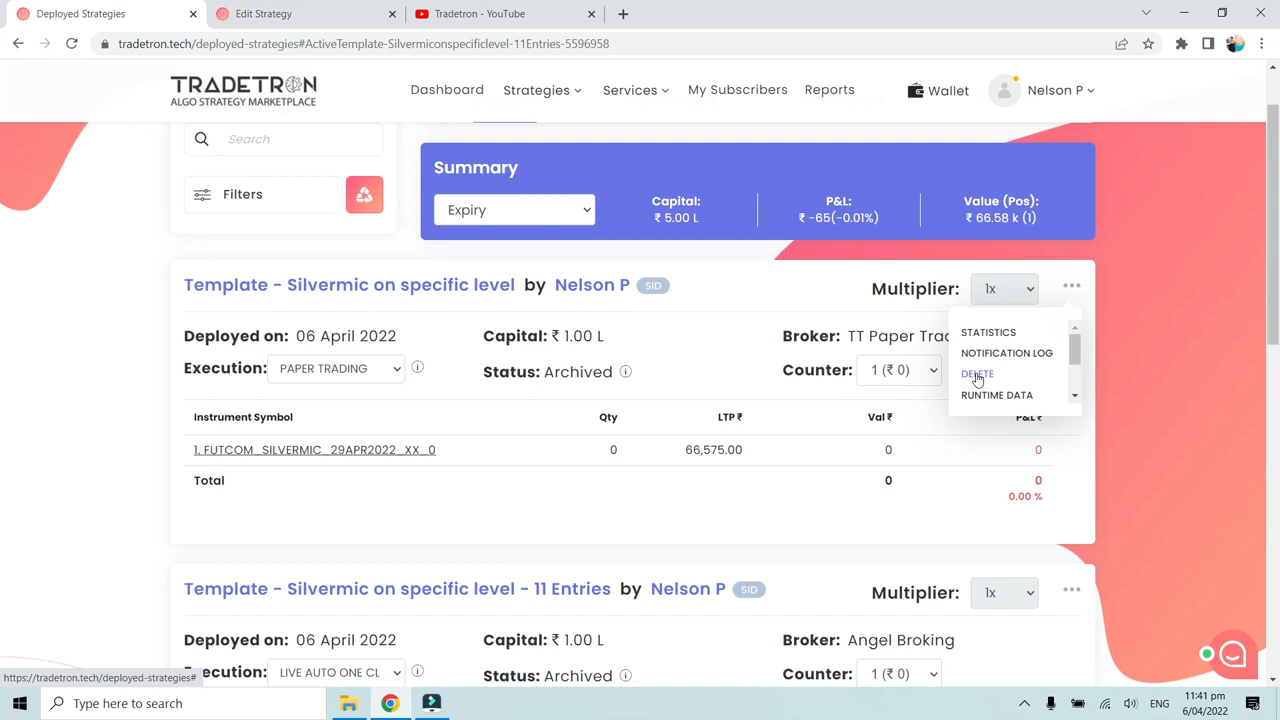 Deployed Strategies
Edit Strategy
Tradetron - YouTube
tradetron.tech/deployed-strategies#ActiveTemplate-Silvermiconspecificlevel-11Entries-5596958
TRADETRON
ALGO STRATEGY MARKETPLACE
Dashboard
Strategies
Services
My Subscribers
Reports
Wallet
Nelson P
Search
Filters
Summary
Expiry
Capital:
₹ 5.00 L
P&L:
₹ -65(-0.01%)
Value (Pos):
₹ 66.58 k (1)
Template - Silvermic on specific level by Nelson P SID
Multiplier: 1x
Deployed on: 06 April 2022
Capital: ₹ 1.00 L
Broker: TT Paper Trad
Execution: PAPER TRADING
Status: Archived
Counter: 1 (₹ 0)
STATISTICS
NOTIFICATION LOG
DELETE
RUNTIME DATA
Instrument Symbol Qty LTP ₹ Val ₹ P&L ₹
1. FUTCOM_SILVERMIC_29APR2022_XX_0 0 66,575.00 0 0
Total 0 0
0.00 %
Template - Silvermic on specific level - 11 Entries by Nelson P SID
Multiplier: 1x
Deployed on: 06 April 2022
Capital: ₹ 1.00 L
Broker: Angel Broking
Execution: LIVE AUTO ONE CL
Status: Archived
Counter: 1 (₹ 0)
https://tradetron.tech/deployed-strategies#
Type here to search
ENG
11:41 pm
6/04/2022